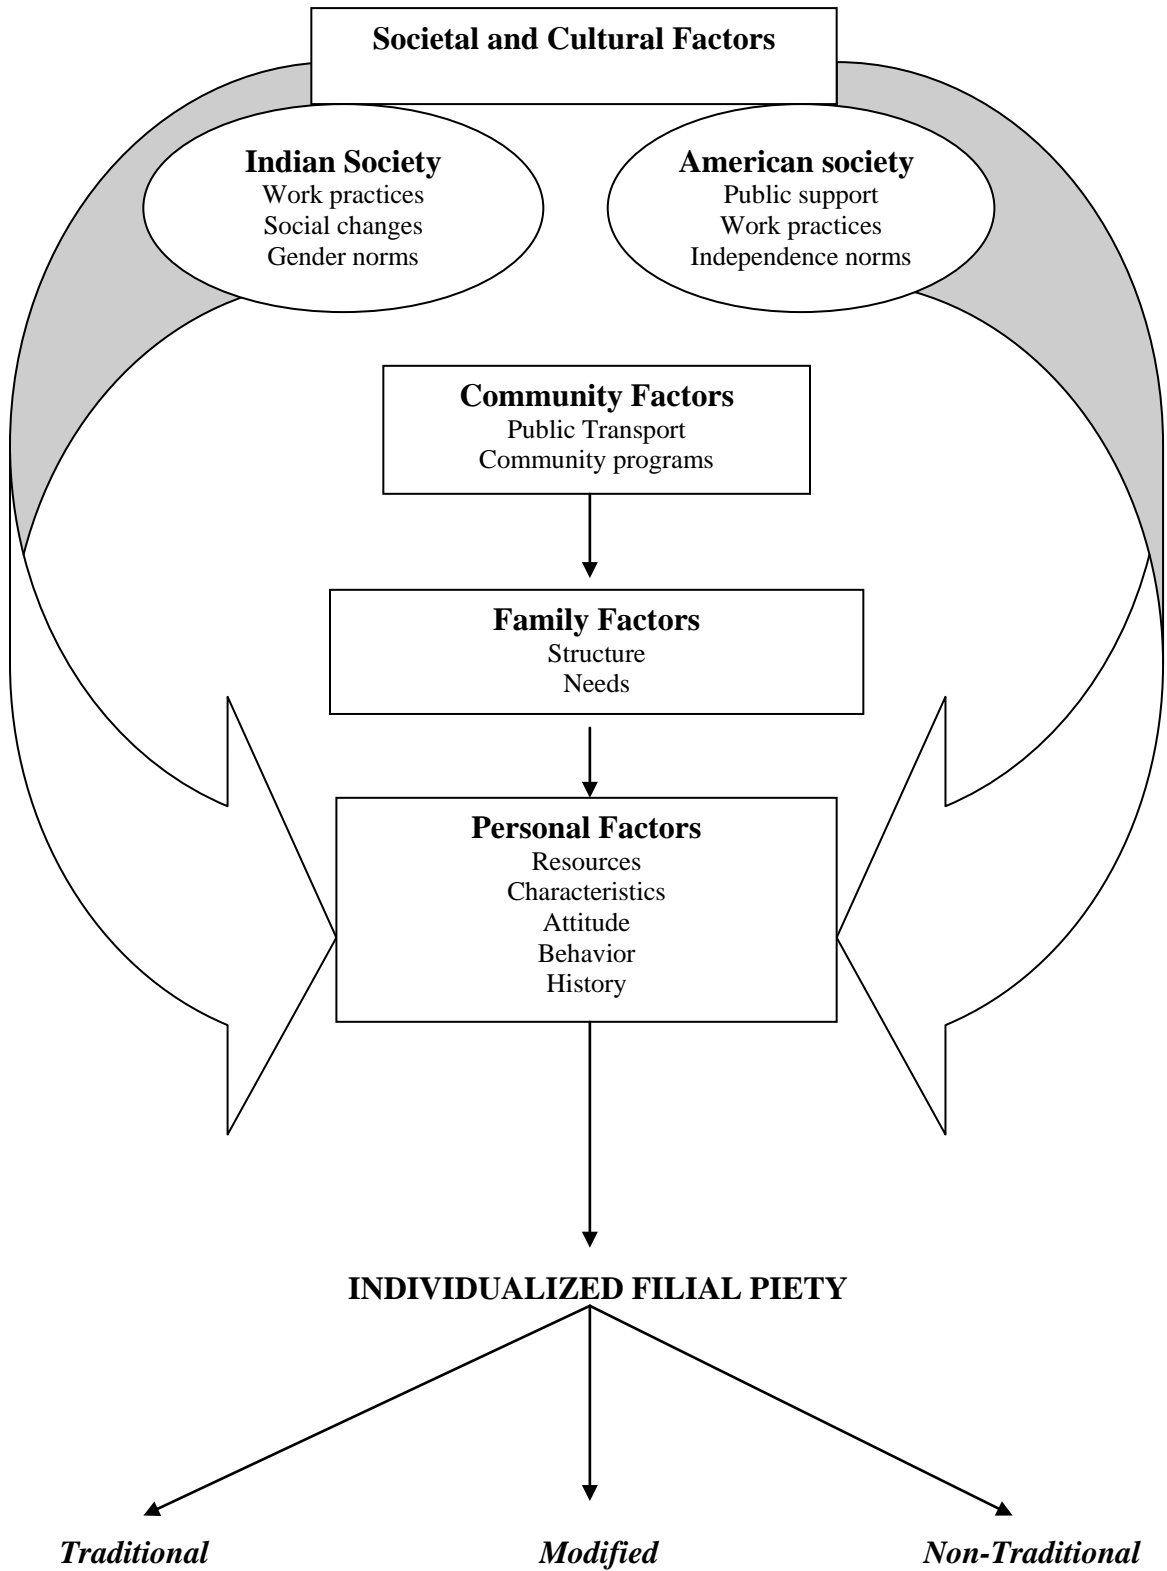 Societal and Cultural Factors
Indian Society
Work practices
Social changes
Gender norms
American society
Public support
Work practices
Independence norms
Community Factors
Public Transport
Community programs
Family Factors
Structure
Needs
Personal Factors
Resources
Characteristics
Attitude
Behavior
History
INDIVIDUALIZED FILIAL PIETY
Traditional
Modified
Non-Traditional